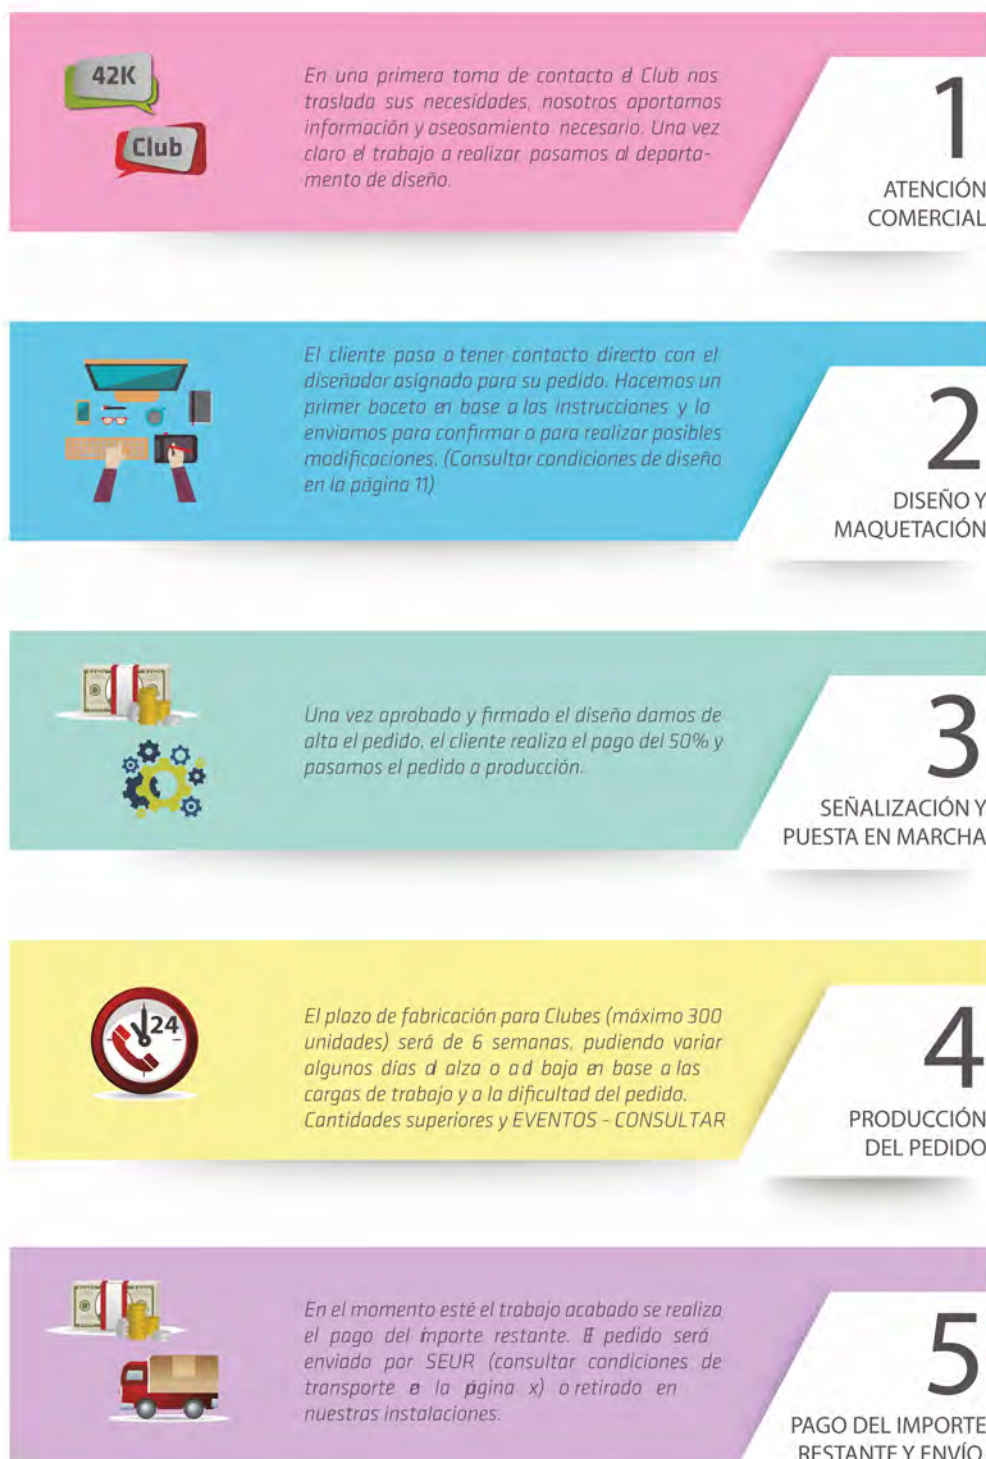 42K
Club
En una primera toma de contacto el Club nos
traslada sus necesidades, nosotros aportamos
información y aseosamiento necesario. Una vez
claro el trabajo a realizar pasamos al departa-
mento de diseño.
1
ATENCIÓN
COMERCIAL
El cliente pasa a tener contacto directo con el
diseñador asignado para su pedido. Hacemos un
primer boceto en base a las instrucciones y lo
enviamos para confirmar o para realizar posibles
modificaciones. (Consultar condiciones de diseño
en la página 11)
2
DISEÑO Y
MAQUETACIÓN
Una vez aprobado y firmado el diseño damos de
alta el pedido, el cliente realiza el pago del 50% y
pasamos el pedido a producción.
3
SEÑALIZACIÓN Y
PUESTA EN MARCHA
24
El plazo de fabricación para Clubes (máximo 300
unidades) será de 6 semanas, pudiendo variar
algunos días al alza o a al baja en base a las
cargas de trabajo y a la dificultad del pedido.
Cantidades superiores y EVENTOS - CONSULTAR
4
PRODUCCIÓN
DEL PEDIDO
En el momento esté el trabajo acabado se realiza
el pago del importe restante. El pedido será
enviado por SEUR (consultar condiciones de
transporte en la página x) o retirado en
nuestras instalaciones.
5
PAGO DEL IMPORTE
RESTANTE Y ENVÍO